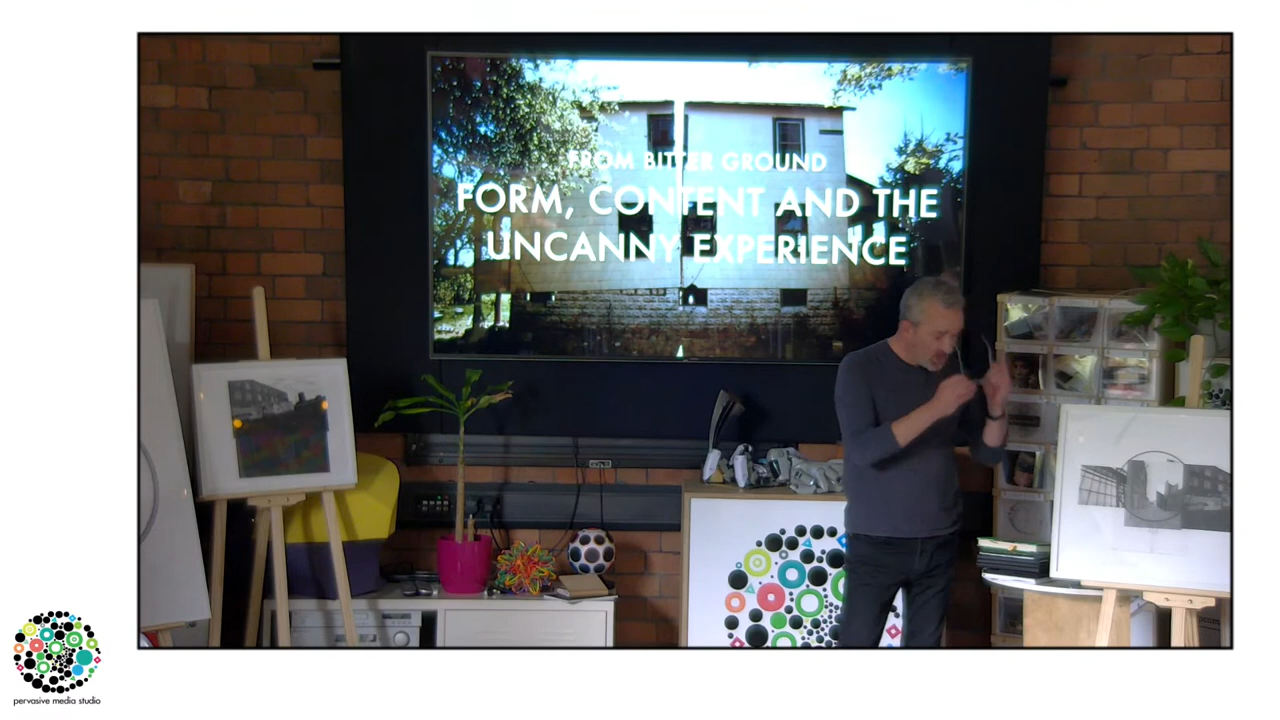 FROM BITTER GROUND
FORM, CONTENT AND THE
UNCANNY EXPERIENCE
pervasive media studio